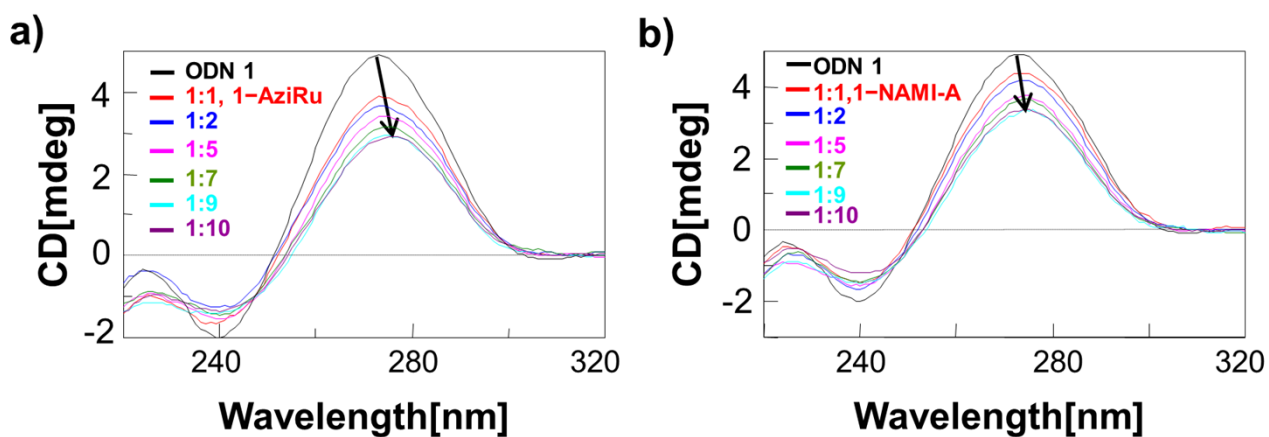 a)
CD[mdeg]
4
2
0
-2
ODN 1
1:1, 1-AziRu
1:2
1:5
1:7
1:9
1:10
240
280
320
Wavelength[nm]
b)
CD[mdeg]
4
2
0
-2
ODN 1
1:1,1-NAMI-A
1:2
1:5
1:7
1:9
1:10
240
280
320
Wavelength[nm]